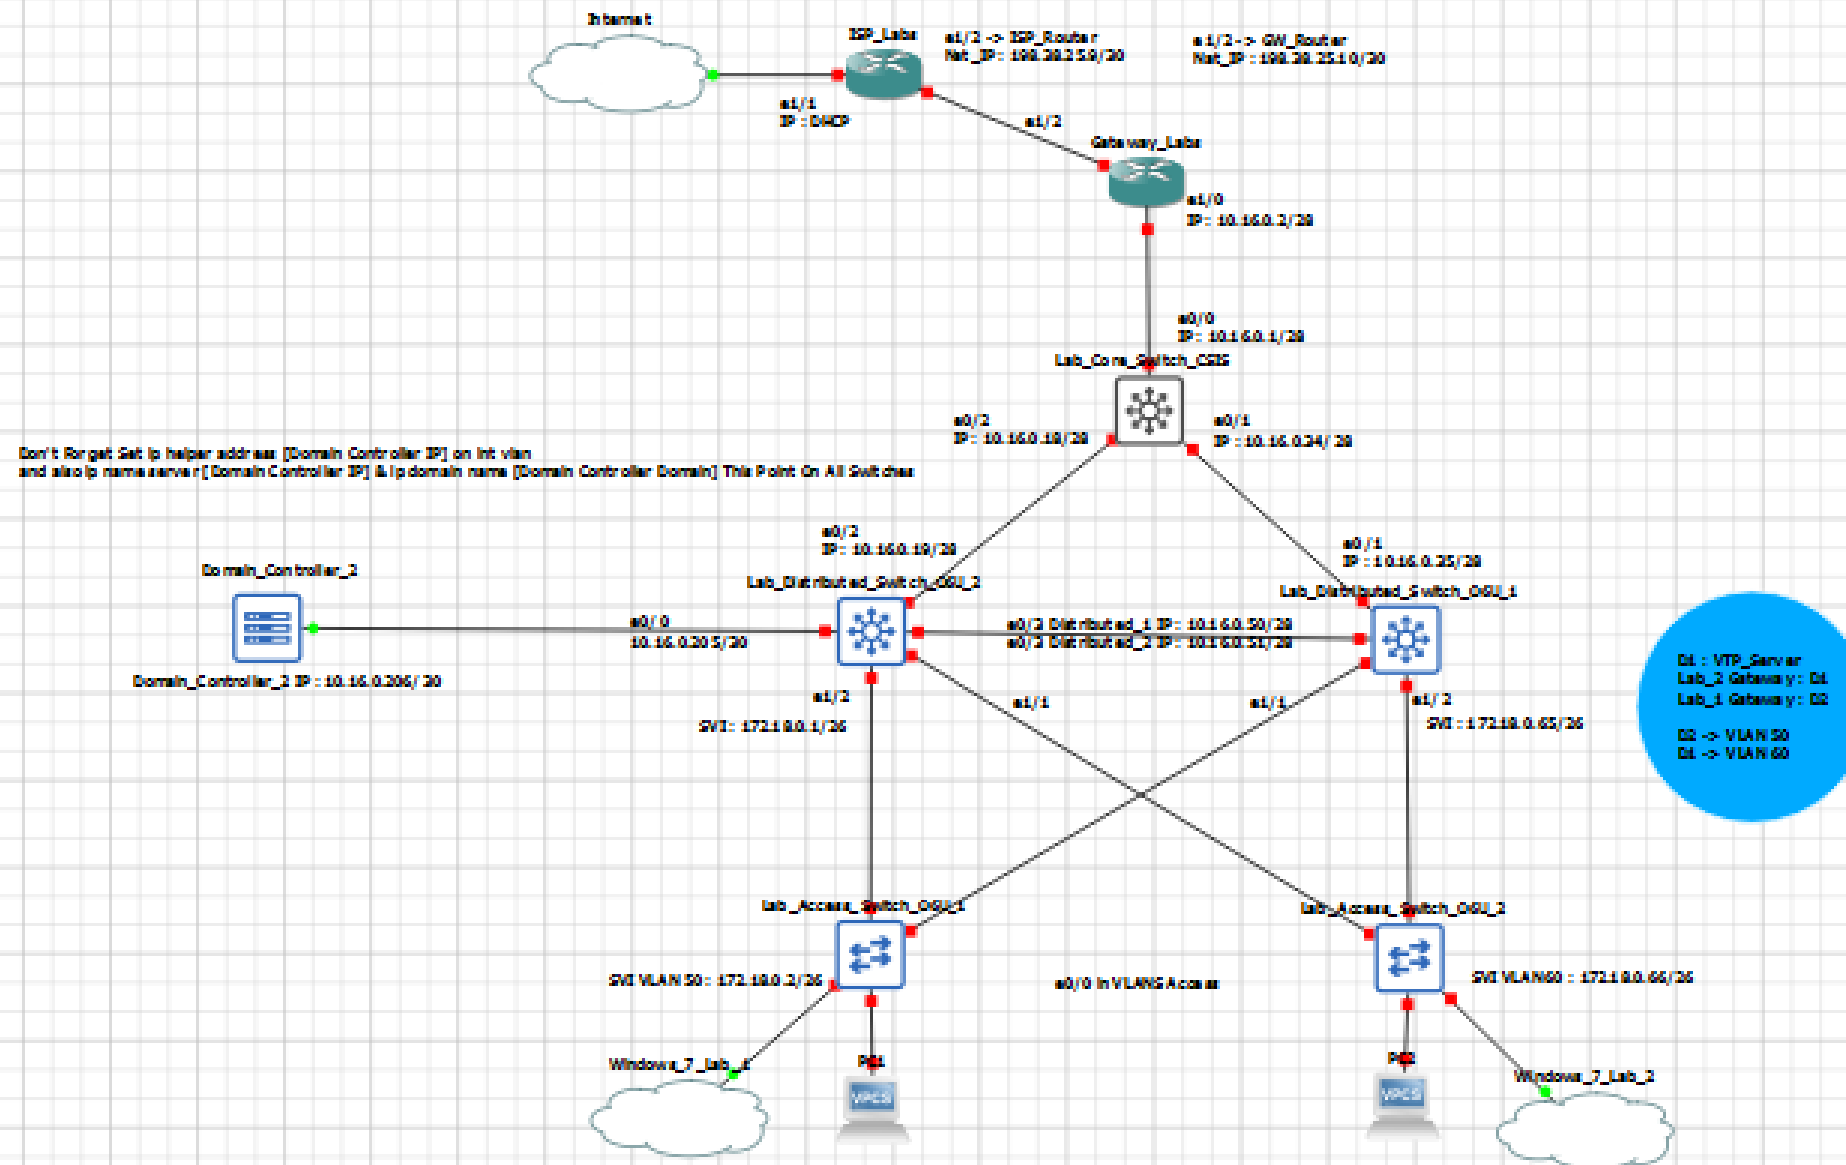 Internet
ISP_Labs
e1/2 -> ISP_Router
Nat_IP : 198.38.25.9/30
e1/2 -> GW_Router
Nat_IP : 198.38.25.10/30
e1/1
IP : DHCP
e1/2
Gateway_Labs
e1/0
IP : 10.16.0.2/28
e0/0
IP : 10.16.0.1/28
Lab_Core_Switch_CSIS
e0/2
IP : 10.16.0.18/28
e0/1
IP : 10.16.0.34/28
Don't Forget Set ip helper address [Domain Controller IP] on int vlan
and also ip name server [Domain Controller IP] & ip domain name [Domain Controller Domain] This Point On All Switches
e0/2
IP : 10.16.0.19/28
e0/1
IP : 10.16.0.35/28
Domain_Controller_2
Lab_Distributed_Switch_OGU_2
Lab_Distributed_Switch_OGU_1
e0/0
10.16.0.205/30
e0/3 Distributed_1 IP : 10.16.0.50/28
e0/3 Distributed_2 IP : 10.16.0.51/28
Domain_Controller_2 IP : 10.16.0.206/30
D1 : VTP_Server
Lab_2 Gateway : D1
Lab_1 Gateway : D2
D2 -> VLAN 50
D1 -> VLAN 60
e1/2
SVI : 172.18.0.1/26
e1/1
e1/1
e1/2
SVI : 172.18.0.65/26
Lab_Access_Switch_OGU_1
Lab_Access_Switch_OGU_2
SVI VLAN 50 : 172.18.0.2/26
e0/0 in VLANS Access
SVI VLAN60 : 172.18.0.66/26
Windows_7_Lab_1
PC1
PC2
Windows_7_Lab_2
VPCS
VPCS